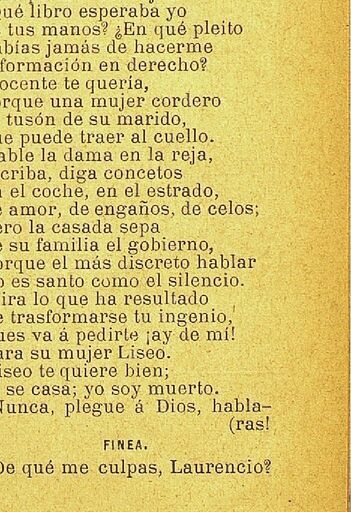 ué libro esperaba yo
tus manos? ¿En qué pleito
abías jamás de hacerme
formación en derecho?
ocente te quería,
orque una mujer cordero
tusón de su marido,
ue puede traer al cuello.
able la dama en la reja,
criba, diga concetos
n el coche, en el estrado,
e amor, de engaños, de celos;
ero la casada sepa
e su familia el gobierno,
orque el más discreto hablar
o es santo como el silencio.
ira lo que ha resultado
e trasformarse tu ingenio,
ues va á pedirte ¡ay de mí!
ara su mujer Liseo.
iseo te quiere bien;
se casa; yo soy muerto.
Nunca, plegue á Dios, habla-
(ras!
FINEA.
De qué me culpas, Laurencio?